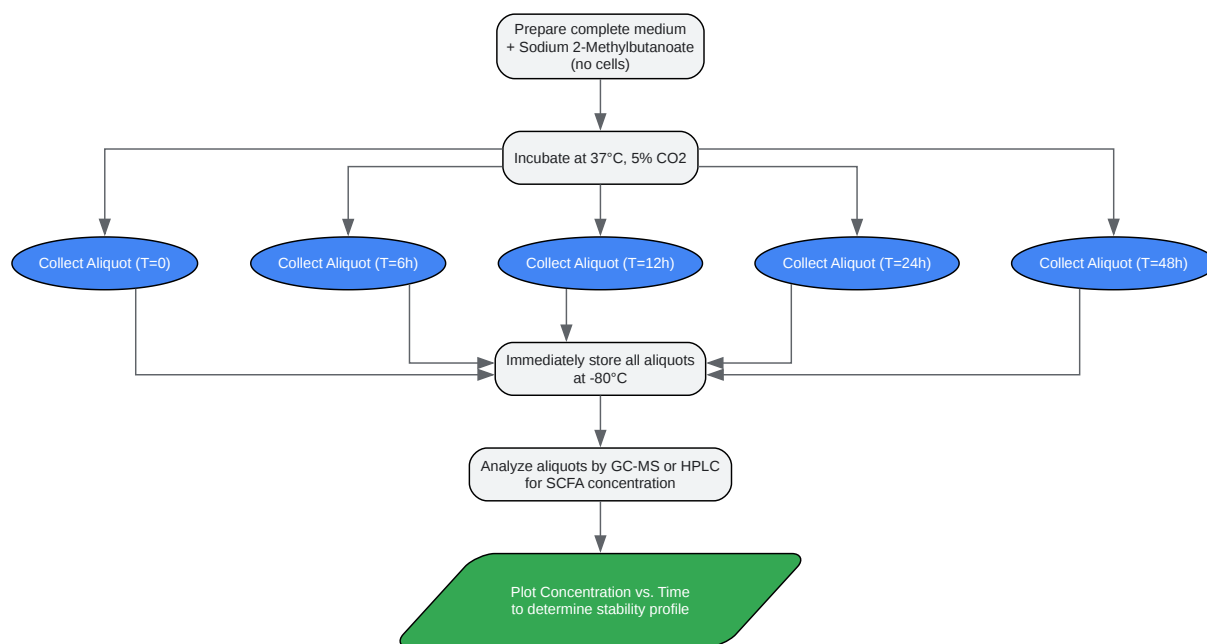 Prepare complete medium
+ Sodium 2-Methylbutanoate
(no cells)
Incubate at 37°C, 5% CO2
Collect Aliquot (T=0)
Collect Aliquot (T=6h)
Collect Aliquot (T=12h)
Collect Aliquot (T=24h)
Collect Aliquot (T=48h)
Immediately store all aliquots
at -80°C
Analyze aliquots by GC-MS or HPLC
for SCFA concentration
Plot Concentration vs. Time
to determine stability profile